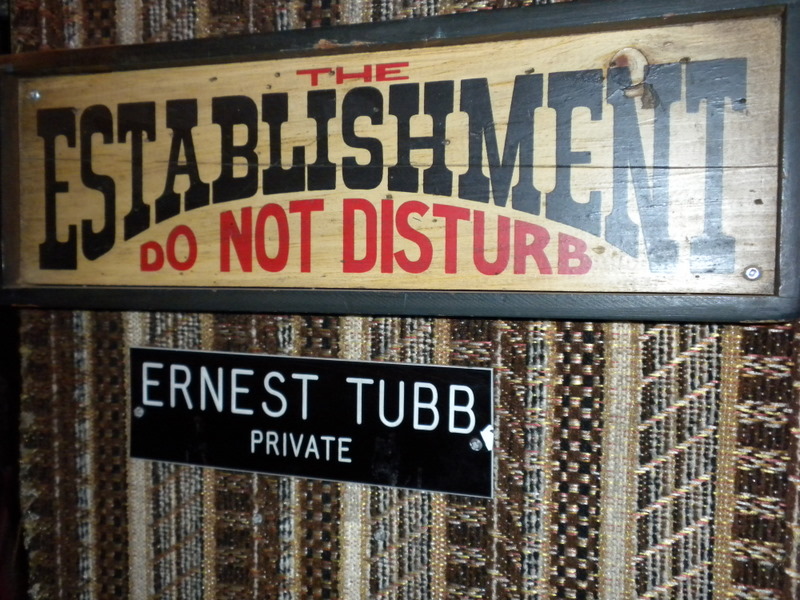 THE
ESTABLISHMENT
DO NOT DISTURB
ERNEST TUBB
PRIVATE